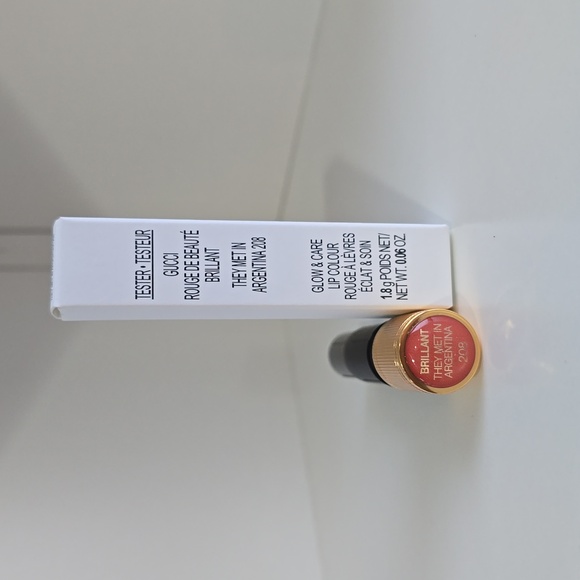 TESTER • TESTEUR
GUCCI
ROUGE DE BEAUTÉ
BRILLANT
THEY MET IN
ARGENTINA 208
GLOW & CARE
LIP COLOUR
ROUGE À LÈVRES
ÉCLAT & SOIN
1.8 g POIDS NET/
NET WT. 0.06 OZ.
BRILLANT
THEY MET IN
ARGENTINA
208